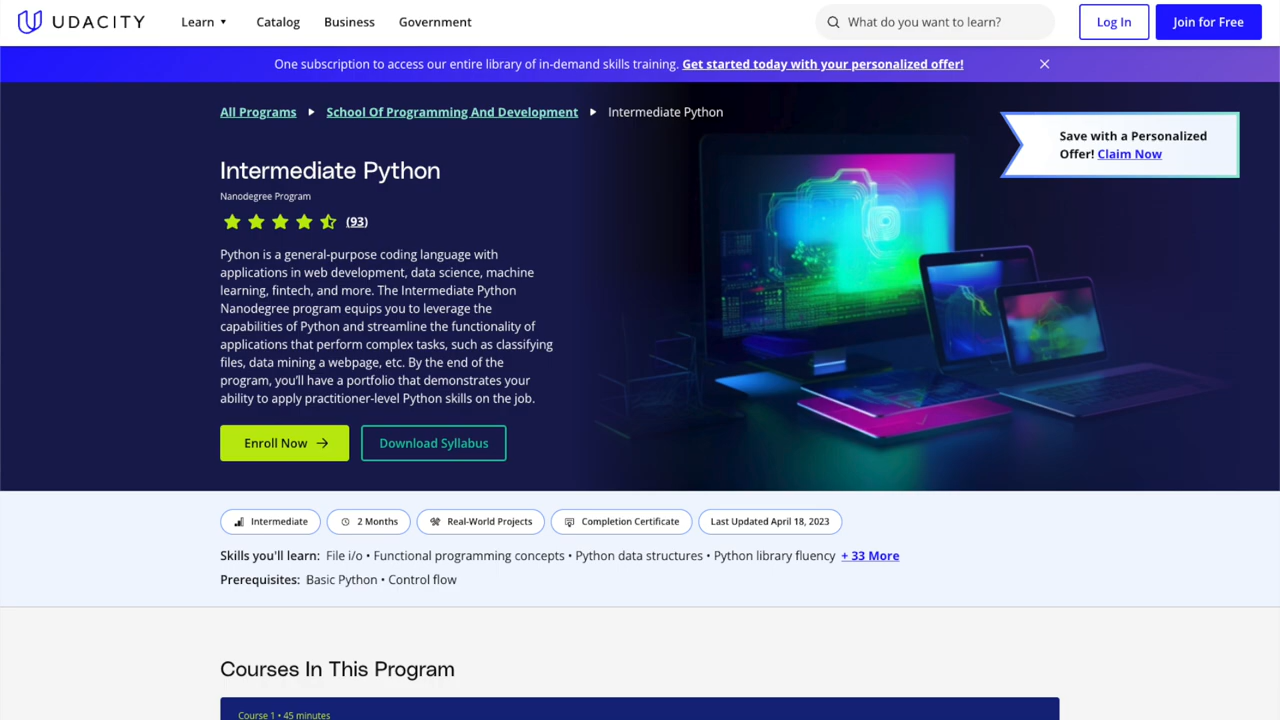 UDACITY
Learn
Catalog
Business
Government
What do you want to learn?
Log In
Join for Free
One subscription to access our entire library of in-demand skills training. Get started today with your personalized offer!
All Programs
School Of Programming And Development
Intermediate Python
Save with a Personalized
Offer! Claim Now
Intermediate Python
Nanodegree Program
(93)
Python is a general-purpose coding language with
applications in web development, data science, machine
learning, fintech, and more. The Intermediate Python
Nanodegree program equips you to leverage the
capabilities of Python and streamline the functionality of
applications that perform complex tasks, such as classifying
files, data mining a webpage, etc. By the end of the
program, you’ll have a portfolio that demonstrates your
ability to apply practitioner-level Python skills on the job.
Enroll Now
Download Syllabus
Intermediate
2 Months
Real-World Projects
Completion Certificate
Last Updated April 18, 2023
Skills you'll learn: File i/o • Functional programming concepts • Python data structures • Python library fluency + 33 More
Prerequisites: Basic Python • Control flow
Courses In This Program
Course 1 • 45 minutes